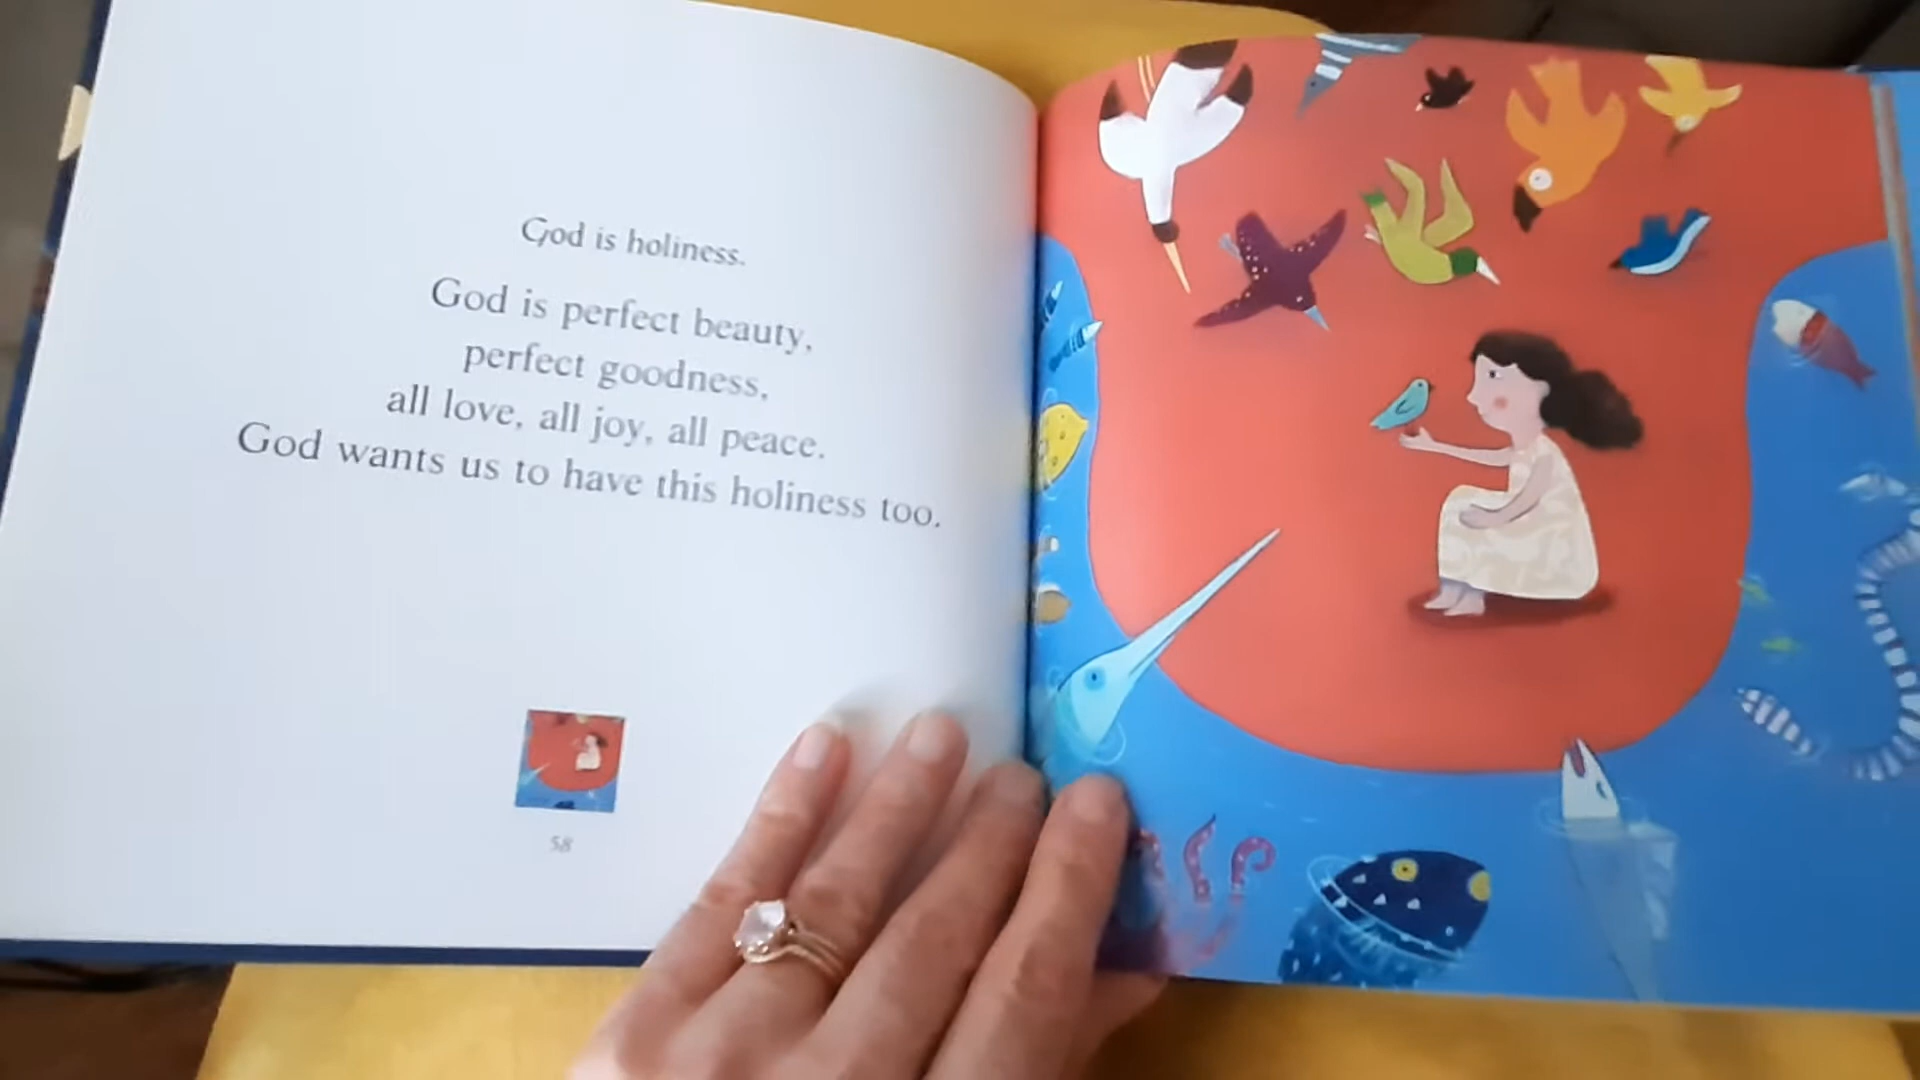 God is holiness.
God is perfect beauty,
perfect goodness,
all love, all joy, all peace.
God wants us to have this holiness too.
58